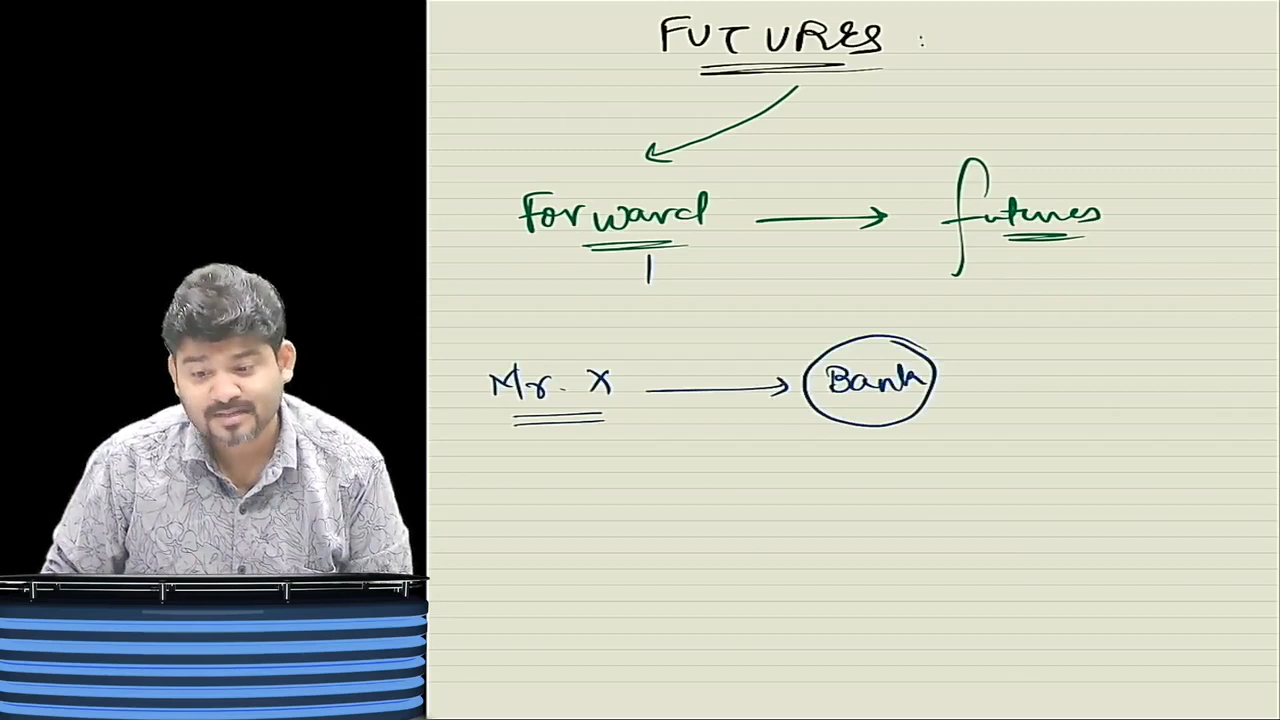 FUTURES :
Forward → futures
Mr. X → Bank